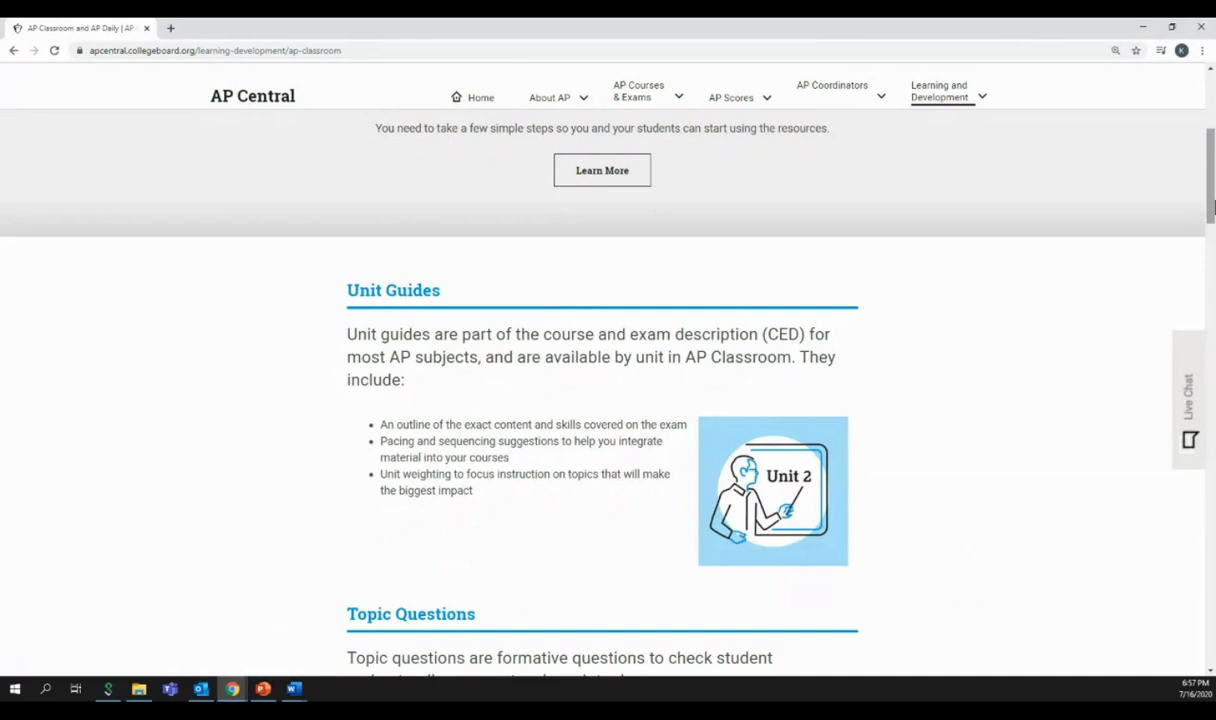 AP Classroom and AP Daily | AP
apcentral.collegeboard.org/learning-development/ap-classroom
K
AP Central
Home
About AP
AP Courses
& Exams
AP Scores
AP Coordinators
Learning and
Development
You need to take a few simple steps so you and your students can start using the resources.
Learn More
Unit Guides
Unit guides are part of the course and exam description (CED) for
most AP subjects, and are available by unit in AP Classroom. They
include:
An outline of the exact content and skills covered on the exam
Pacing and sequencing suggestions to help you integrate
material into your courses
Unit weighting to focus instruction on topics that will make
the biggest impact
Unit 2
Live Chat
Topic Questions
Topic questions are formative questions to check student
6:57 PM
7/16/2020